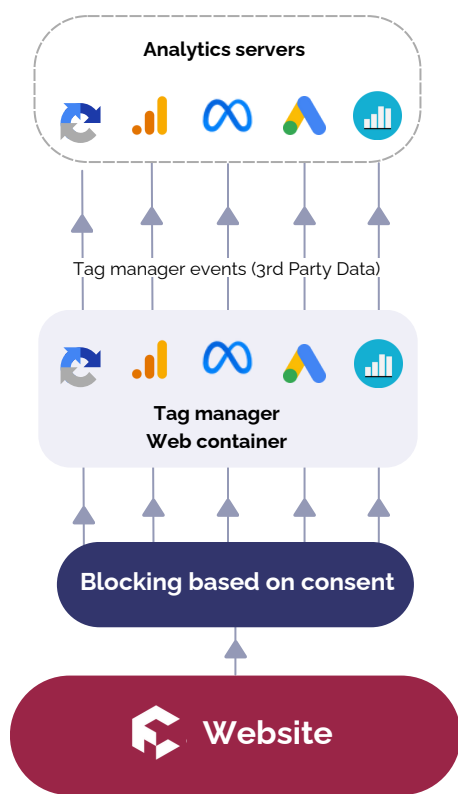 Analytics servers
Tag manager events (3rd Party Data)
Tag manager
Web container
Blocking based on consent
Website